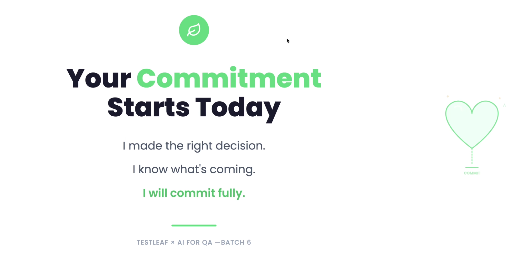 Your Commitment
Starts Today
I made the right decision.
I know what's coming.
I will commit fully.
TESTLEAF × AI FOR QA —BATCH 6